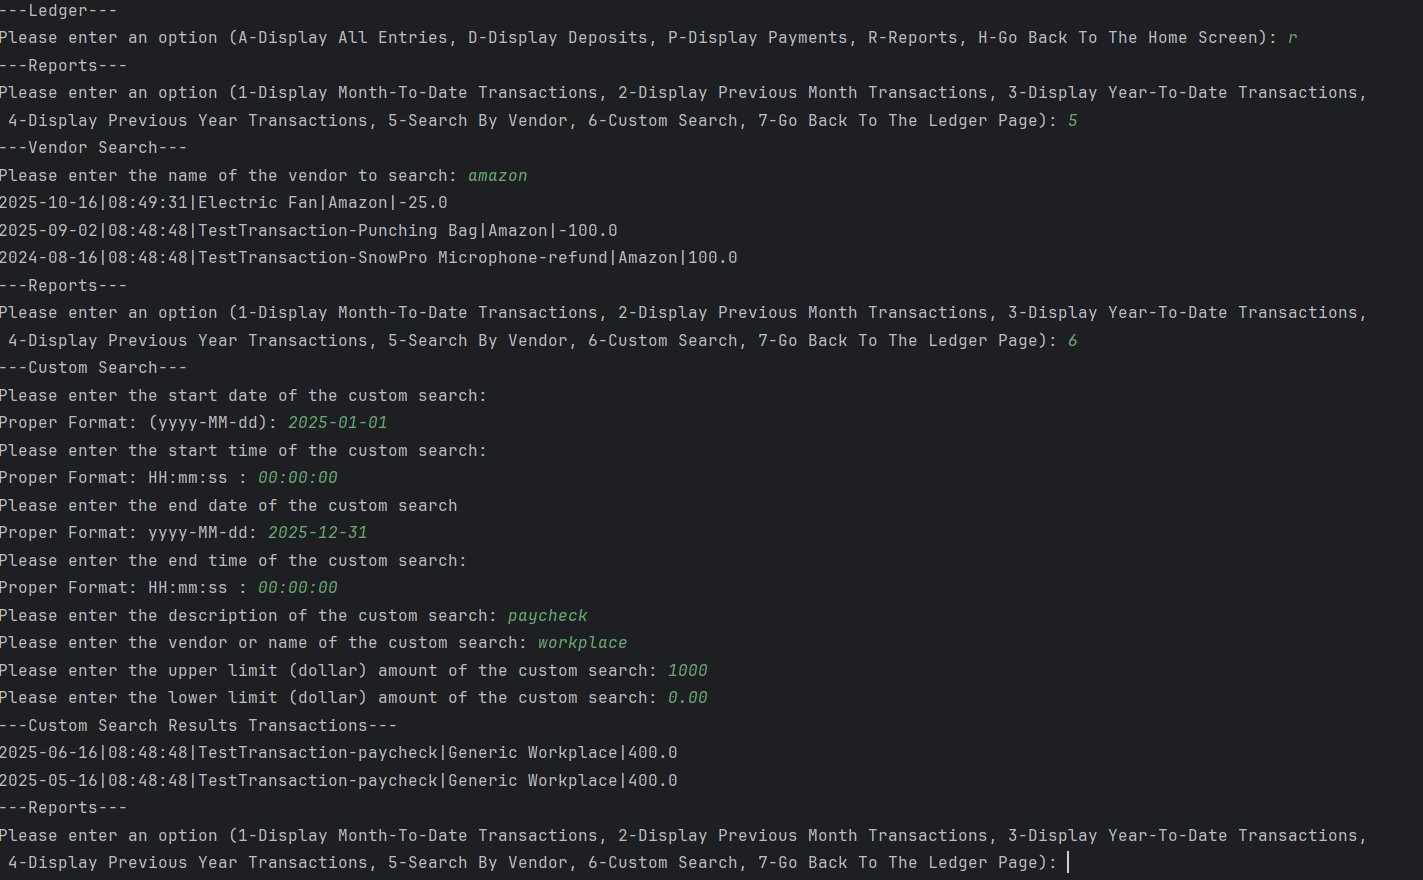 ---Ledger---
Please enter an option (A-Display All Entries, D-Display Deposits, P-Display Payments, R-Reports, H-Go Back To The Home Screen): r
---Reports---
Please enter an option (1-Display Month-To-Date Transactions, 2-Display Previous Month Transactions, 3-Display Year-To-Date Transactions,
 4-Display Previous Year Transactions, 5-Search By Vendor, 6-Custom Search, 7-Go Back To The Ledger Page): 5
---Vendor Search---
Please enter the name of the vendor to search: amazon
2025-10-16|08:49:31|Electric Fan|Amazon|-25.0
2025-09-02|08:48:48|TestTransaction-Punching Bag|Amazon|-100.0
2024-08-16|08:48:48|TestTransaction-SnowPro Microphone-refund|Amazon|100.0
---Reports---
Please enter an option (1-Display Month-To-Date Transactions, 2-Display Previous Month Transactions, 3-Display Year-To-Date Transactions,
 4-Display Previous Year Transactions, 5-Search By Vendor, 6-Custom Search, 7-Go Back To The Ledger Page): 6
---Custom Search---
Please enter the start date of the custom search:
Proper Format: (yyyy-MM-dd): 2025-01-01
Please enter the start time of the custom search:
Proper Format: HH:mm:ss : 00:00:00
Please enter the end date of the custom search
Proper Format: yyyy-MM-dd: 2025-12-31
Please enter the end time of the custom search:
Proper Format: HH:mm:ss : 00:00:00
Please enter the description of the custom search: paycheck
Please enter the vendor or name of the custom search: workplace
Please enter the upper limit (dollar) amount of the custom search: 1000
Please enter the lower limit (dollar) amount of the custom search: 0.00
---Custom Search Results Transactions---
2025-06-16|08:48:48|TestTransaction-paycheck|Generic Workplace|400.0
2025-05-16|08:48:48|TestTransaction-paycheck|Generic Workplace|400.0
---Reports---
Please enter an option (1-Display Month-To-Date Transactions, 2-Display Previous Month Transactions, 3-Display Year-To-Date Transactions,
 4-Display Previous Year Transactions, 5-Search By Vendor, 6-Custom Search, 7-Go Back To The Ledger Page):